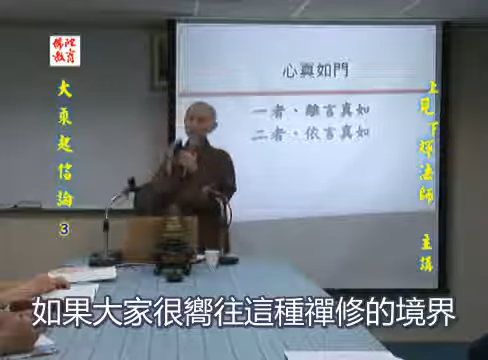 佛陀
教育
大乘起信論
3
心真如門
一者、離言真如
二者、依言真如
上見下輝法師 主講
如果大家很嚮往這種禪修的境界